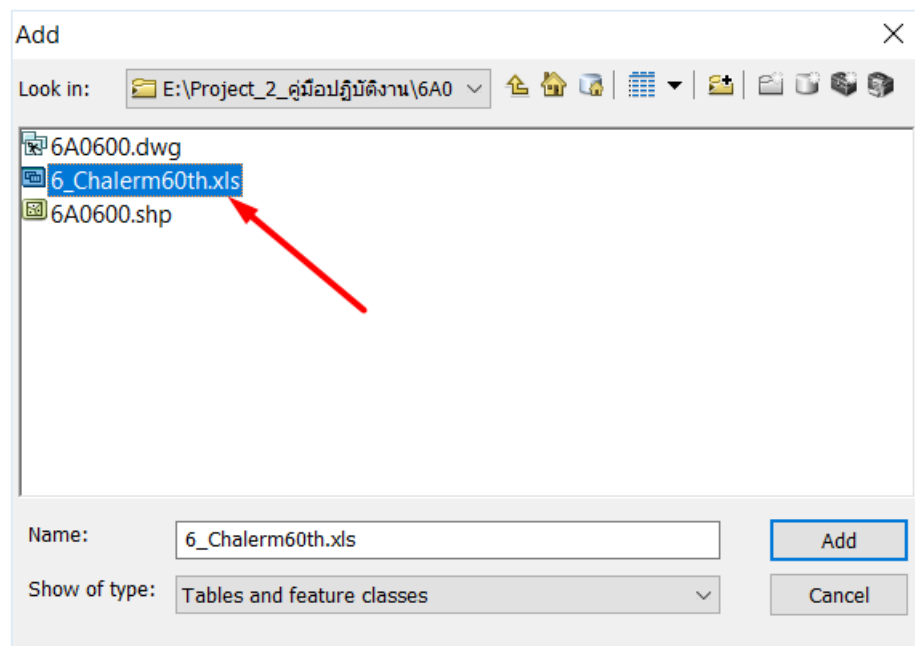 Add
Look in: E:\Project_2_คู่มือปฏิบัติงาน\6A0
6A0600.dwg
6_Chalerm60th.xls
6A0600.shp
Name: 6_Chalerm60th.xls Add
Show of type: Tables and feature classes Cancel